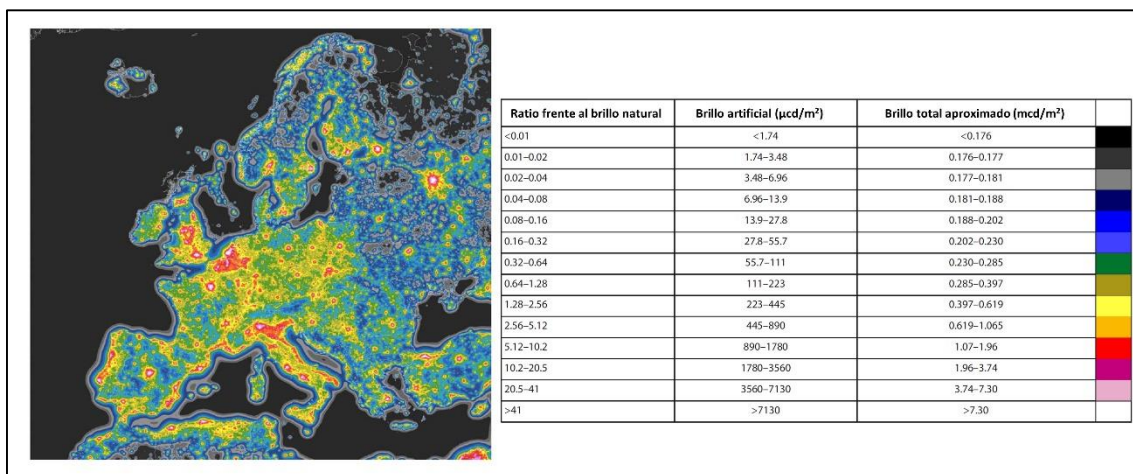 Ratio frente al brillo natural Brillo artificial (µcd/m²) Brillo total aproximado (mcd/m²)
<0.01 <1.74 <0.176
0.01–0.02 1.74–3.48 0.176–0.177
0.02–0.04 3.48–6.96 0.177–0.181
0.04–0.08 6.96–13.9 0.181–0.188
0.08–0.16 13.9–27.8 0.188–0.202
0.16–0.32 27.8–55.7 0.202–0.230
0.32–0.64 55.7–111 0.230–0.285
0.64–1.28 111–223 0.285–0.397
1.28–2.56 223–445 0.397–0.619
2.56–5.12 445–890 0.619–1.065
5.12–10.2 890–1780 1.07–1.96
10.2–20.5 1780–3560 1.96–3.74
20.5–41 3560–7130 3.74–7.30
>41 >7130 >7.30